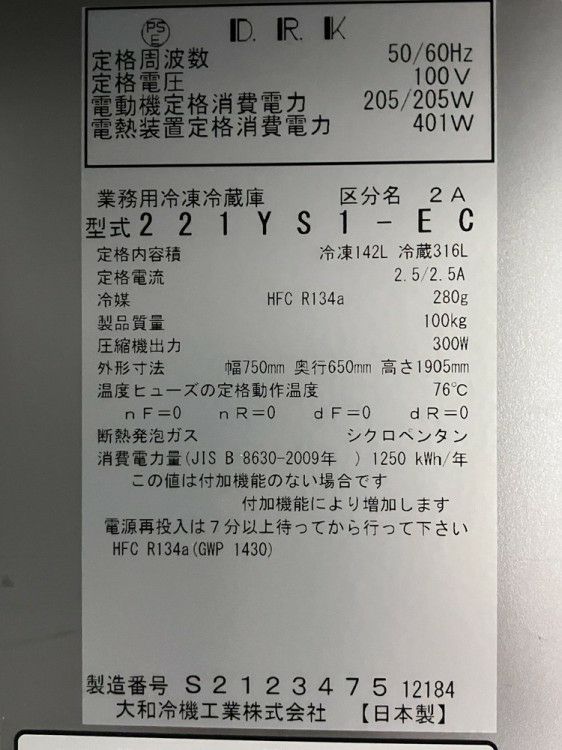 PS E D.R.K
定格周波数 50/60Hz
定格電圧 100V
電動機定格消費電力 205/205W
電熱装置定格消費電力 401W
業務用冷凍冷蔵庫 区分名 2A
型式 221YS1-EC
定格内容積 冷凍142L 冷蔵316L
定格電流 2.5/2.5A
冷媒 HFC R134a 280g
製品質量 100kg
圧縮機出力 300W
外形寸法 幅750mm 奥行650mm 高さ1905mm
温度ヒューズの定格動作温度 76℃
nF=0 nR=0 dF=0 dR=0
断熱発泡ガス シクロペンタン
消費電力量(JIS B 8630-2009年 ) 1250 kWh/年
この値は付加機能のない場合です
付加機能により増加します
電源再投入は7分以上待ってから行って下さい
HFC R134a(GWP 1430)
製造番号 S2123475 12184
大和冷機工業株式会社 【日本製】